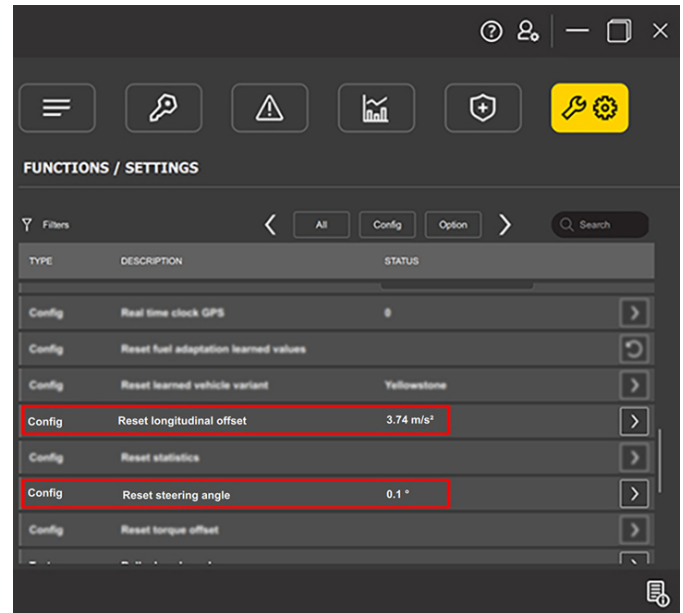 FUNCTIONS / SETTINGS
Filters All Config Option Search
TYPE DESCRIPTION STATUS
Config Real time clock GPS 0
Config Reset fuel adaptation learned values
Config Reset learned vehicle variant Yellowstone
Config Reset longitudinal offset 3.74 m/s²
Config Reset statistics
Config Reset steering angle 0.1 °
Config Reset torque offset